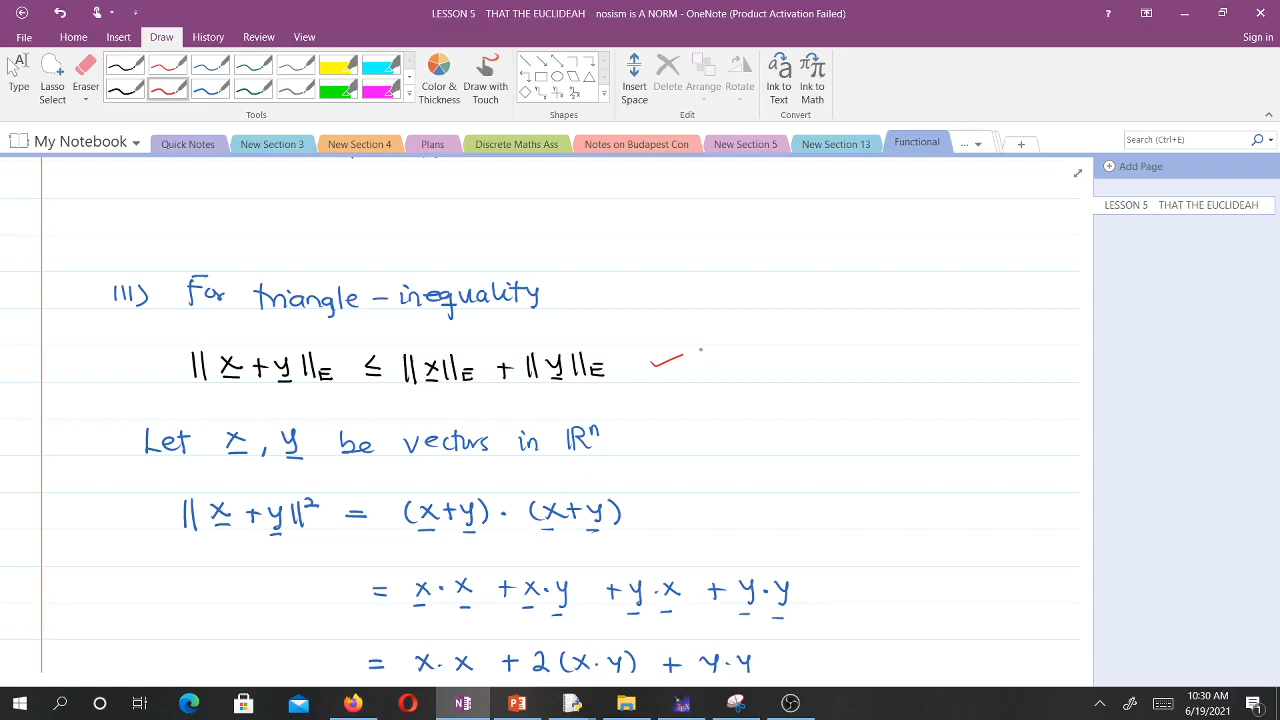 LESSON 5 THAT THE EUCLIDEAH nosism is A NORM - OneNote (Product Activation Failed)
File Home Insert Draw History Review View Sign in
Type Lasso Select Eraser Color & Thickness Draw with Touch Insert Space Delete Arrange Rotate Ink to Text Ink to Math
Tools Shapes Edit Convert
My Notebook Quick Notes New Section 3 New Section 4 Plans Discrete Maths Ass Notes on Budapest Con New Section 5 New Section 13 Functional ... Search (Ctrl+E)
Add Page
LESSON 5 THAT THE EUCLIDEAH
III) For triangle-inequality
||x+y||E ≤ ||x||E + ||y||E ✓
Let x, y be vectors in ℝⁿ
||x+y||² = (x+y)·(x+y)
= x·x + x·y + y·x + y·y
= x·x + 2(x·y) + y·y
10:30 AM
6/19/2021